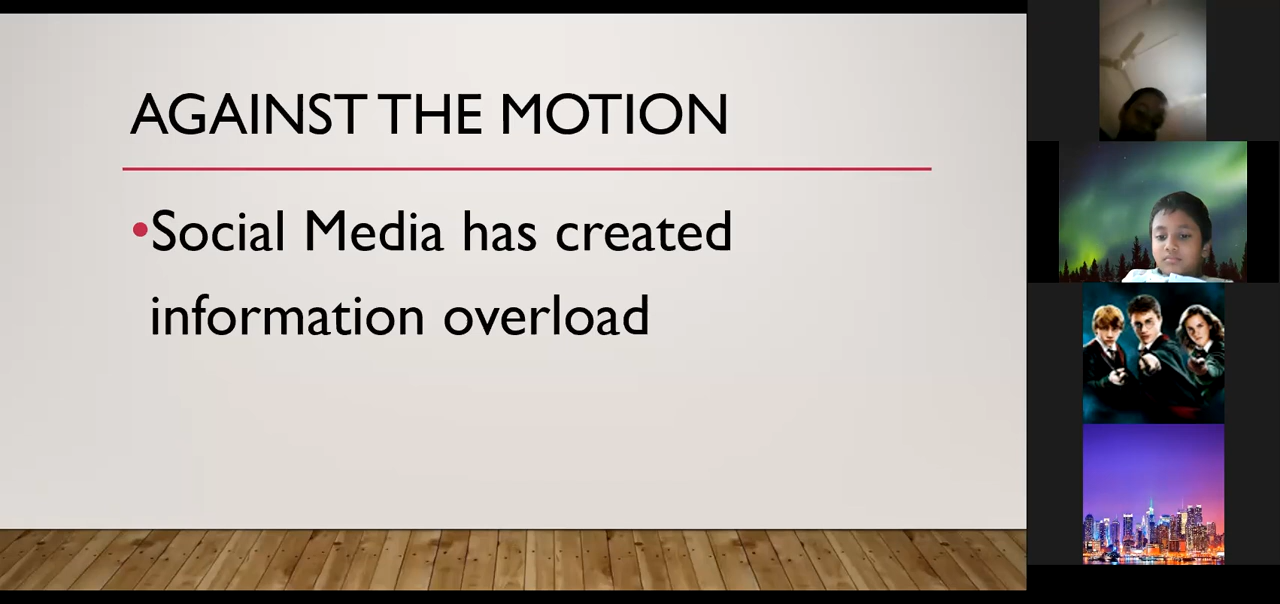 AGAINST THE MOTION
•Social Media has created
information overload